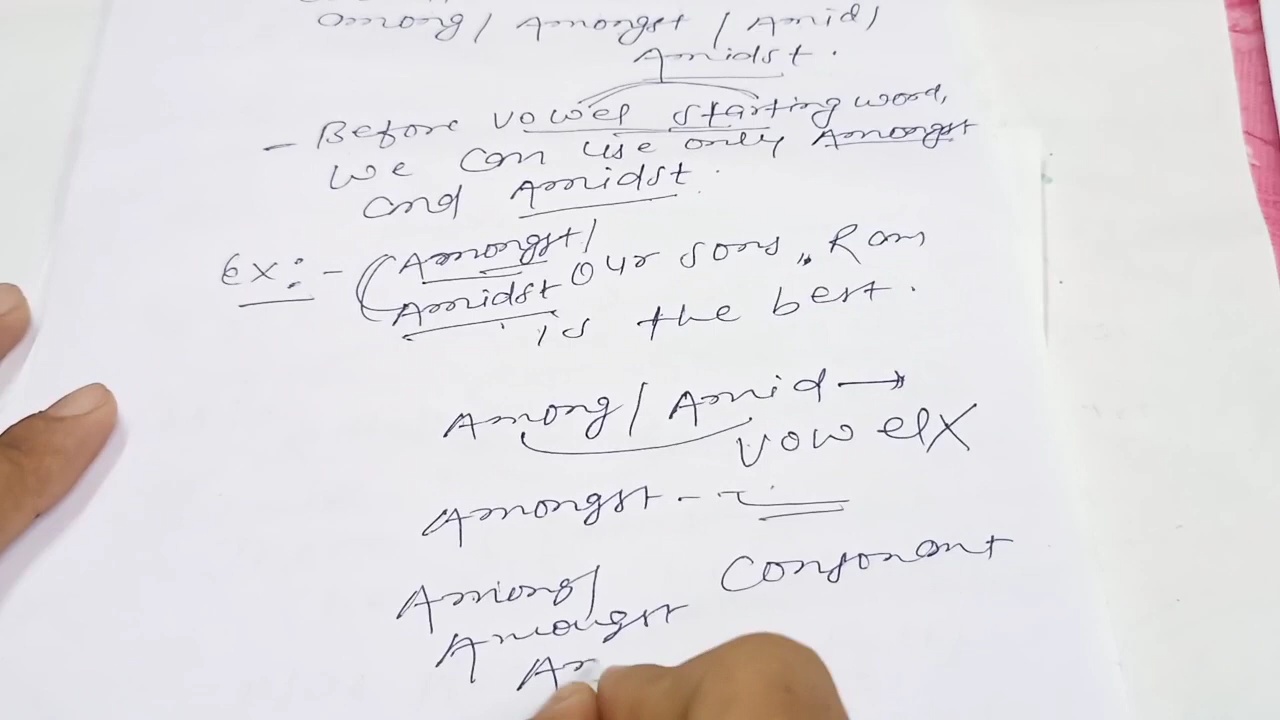 Among/ Amongst / Amid/
Amidst.
- Before vowel starting word,
we can use only Amongst
and Amidst.
Ex:- (Amongst/
Amidst Our sons, Ram
is the best.
Among/ Amid →
vowel X
Amongst -
Among/ Consonant
Amongst
Am